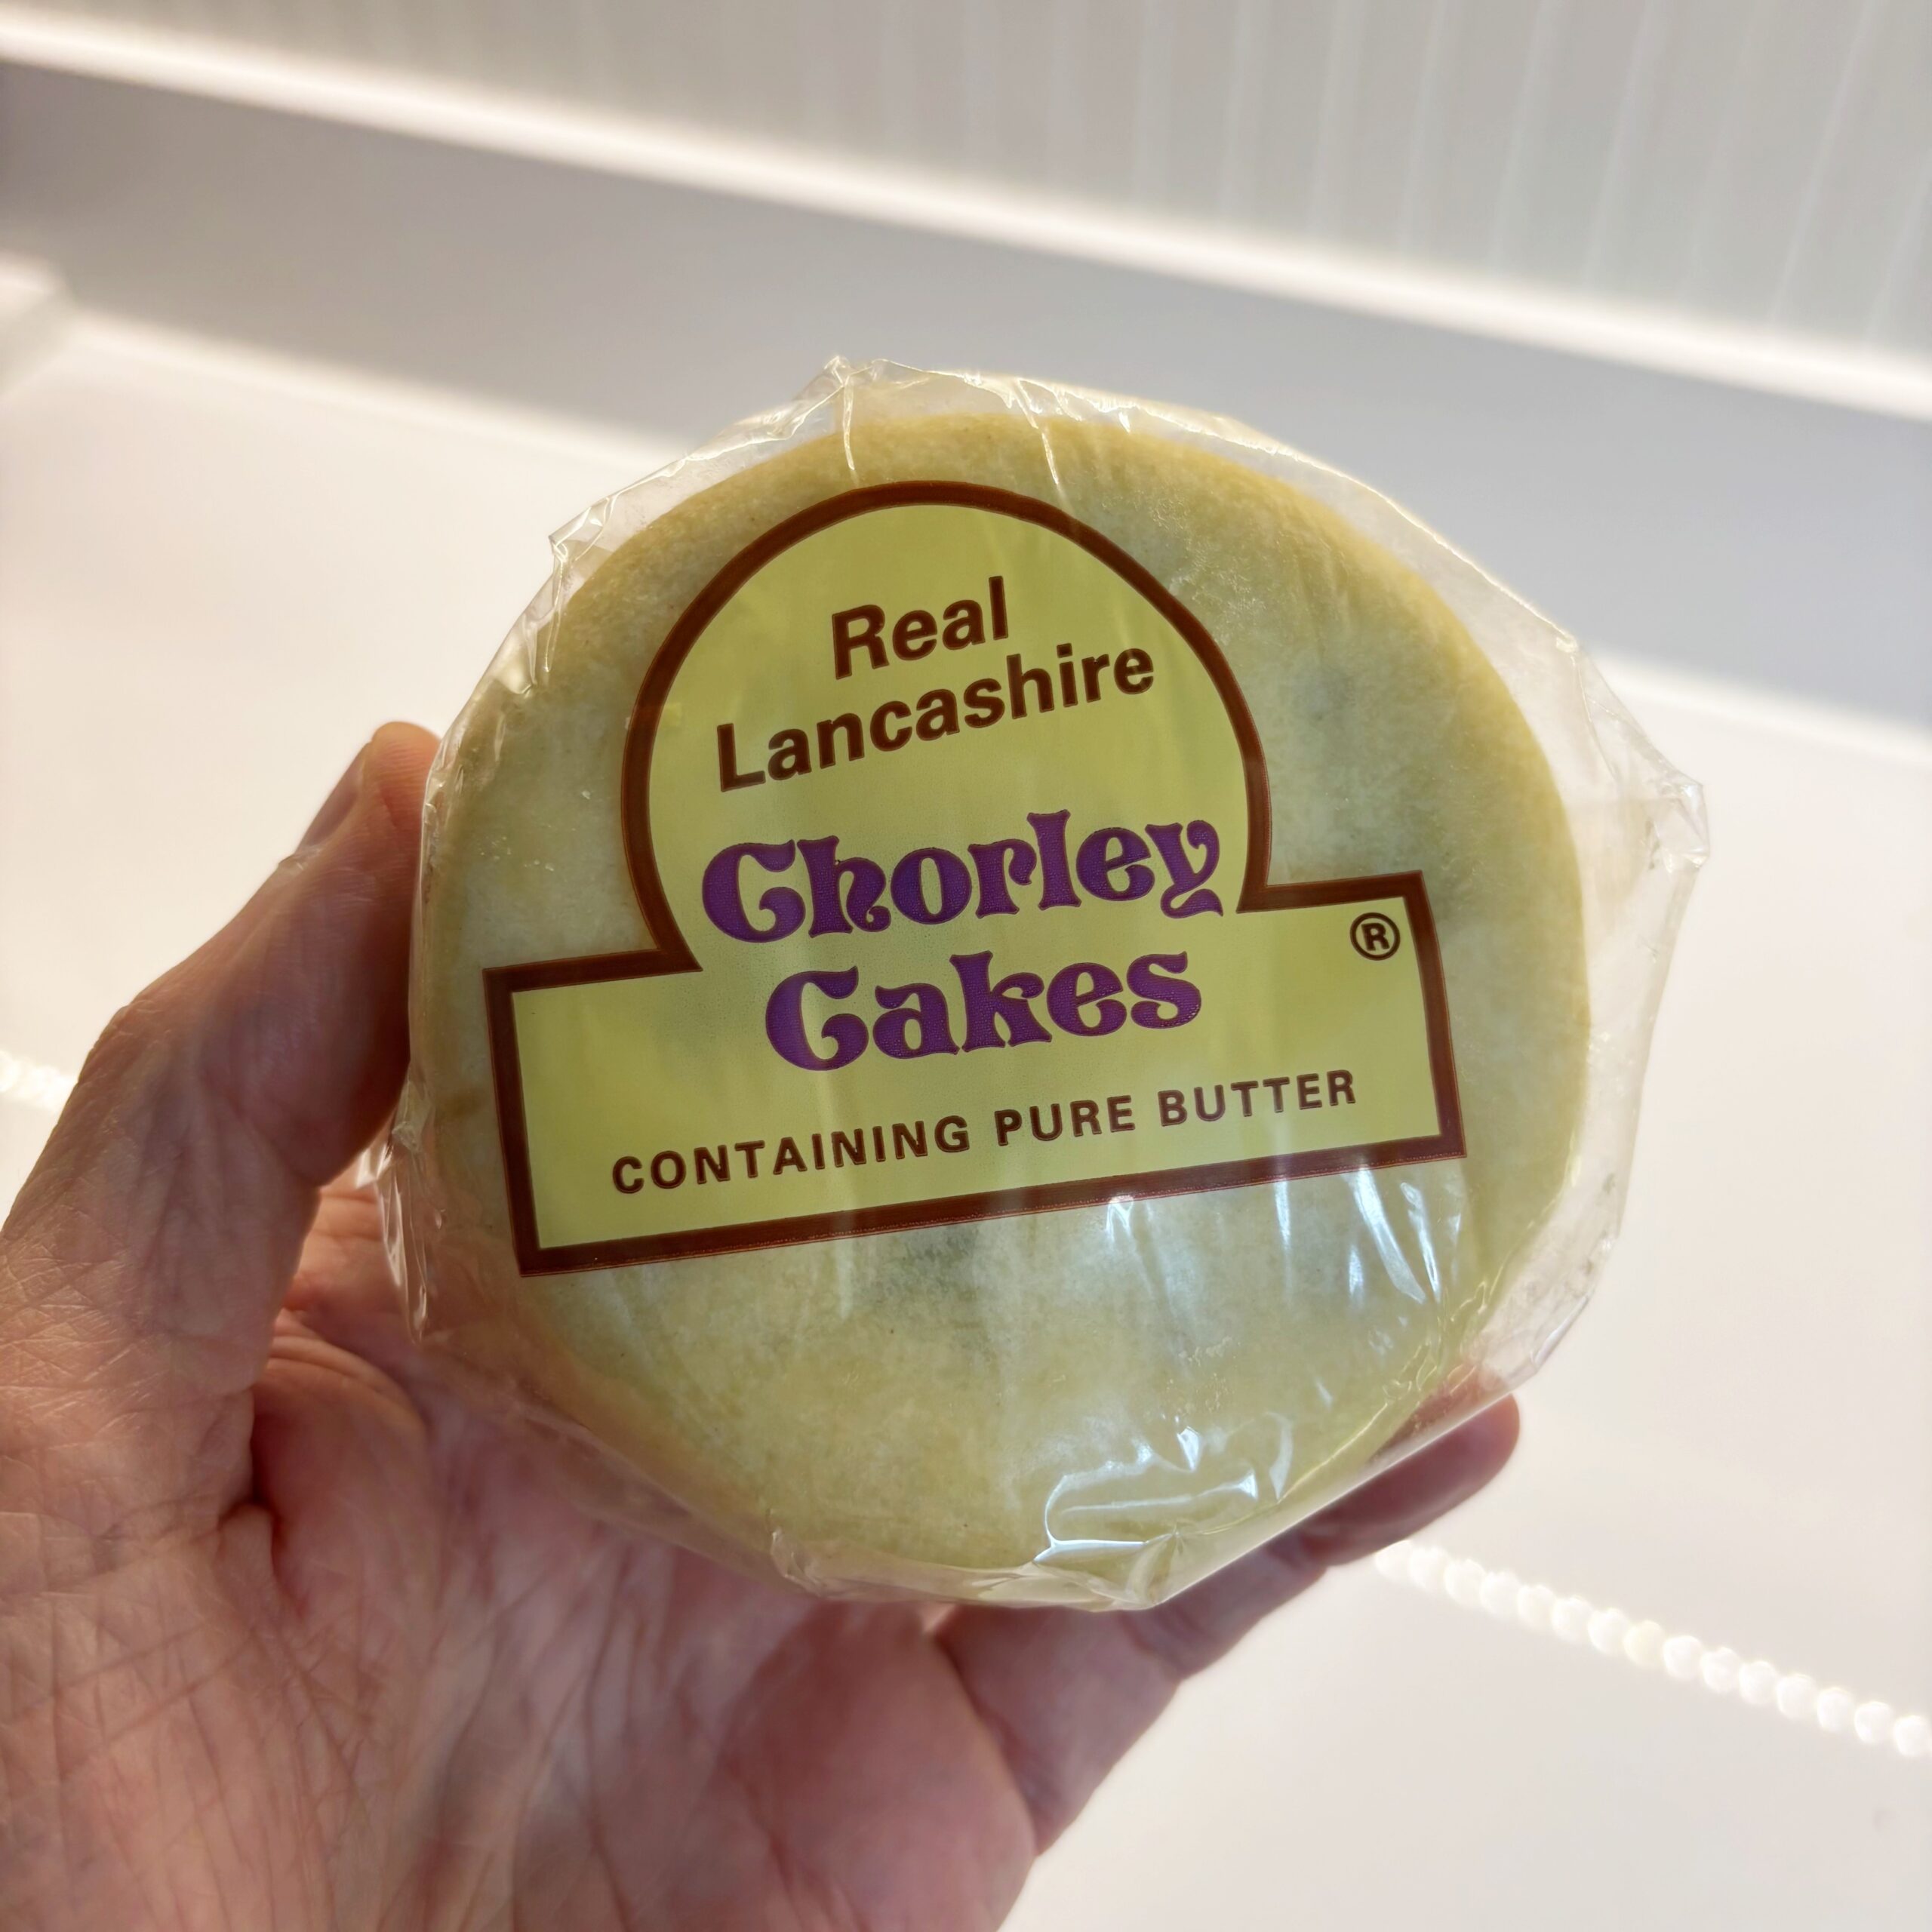 Real
Lancashire
Chorley
Cakes
®
CONTAINING PURE BUTTER